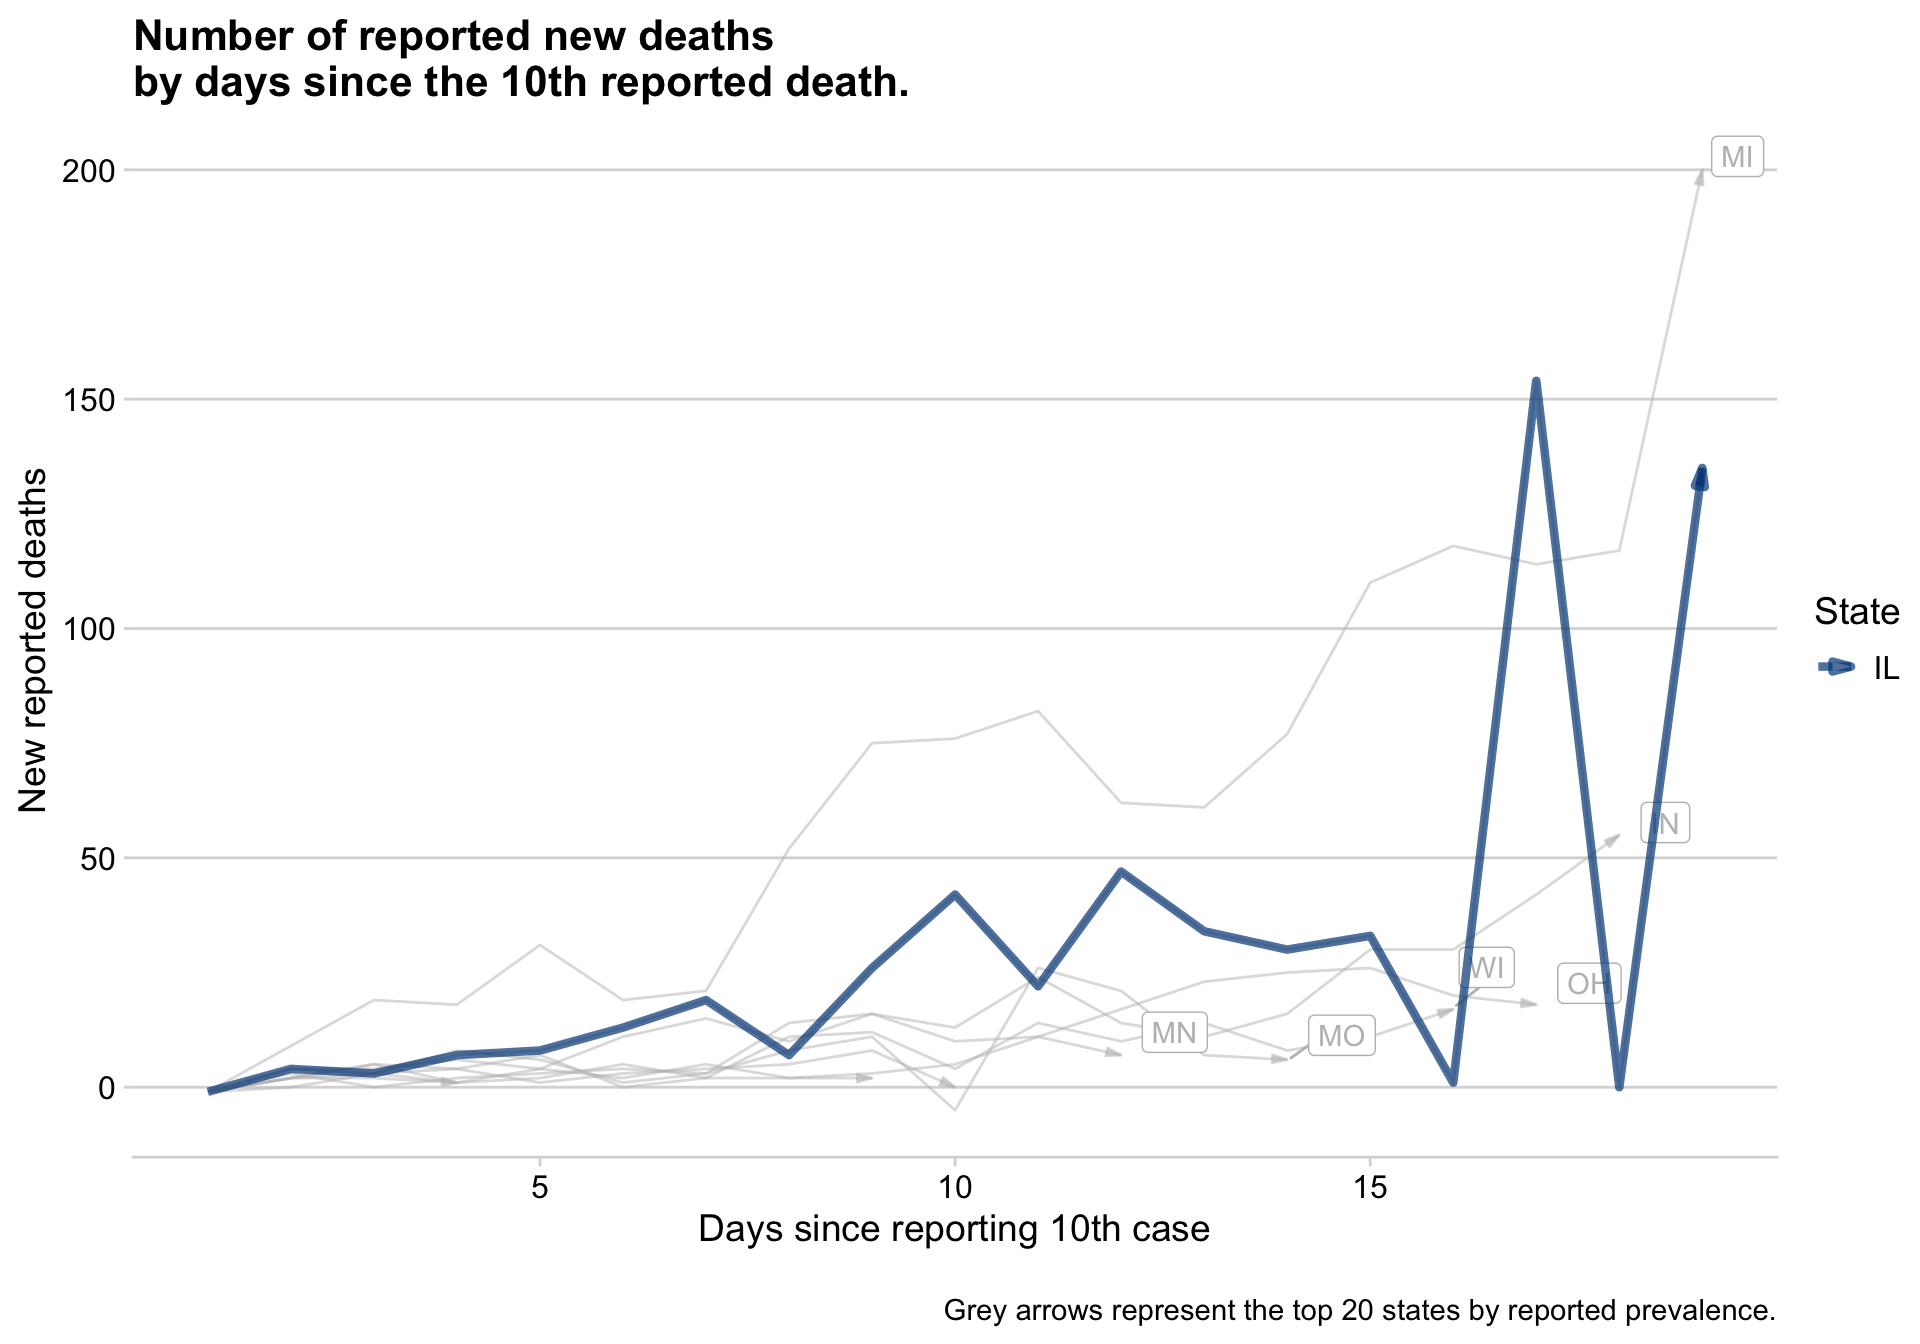 Number of reported new deaths
by days since the 10th reported death.
200
150
100
50
0
New reported deaths
MI
IN
WI
OH
MN
MO
State
IL
5
10
15
Days since reporting 10th case
Grey arrows represent the top 20 states by reported prevalence.